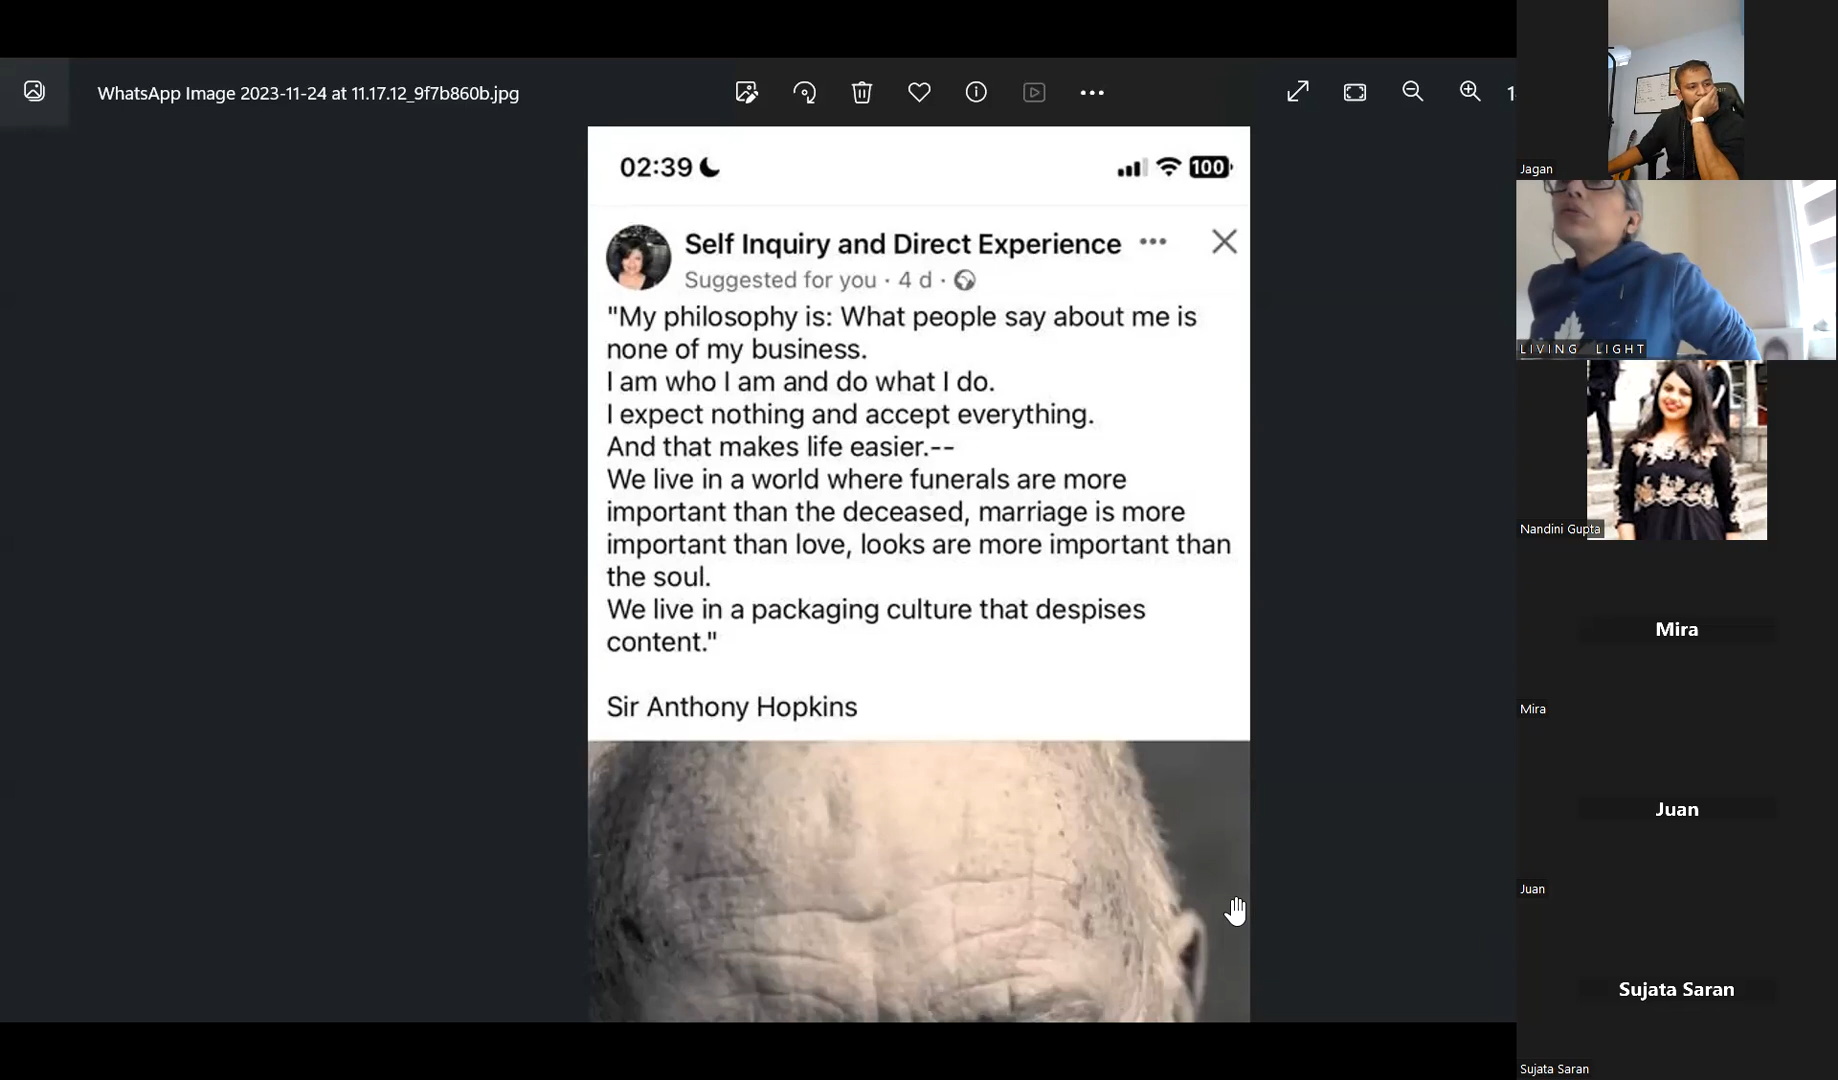 WhatsApp Image 2023-11-24 at 11.17.12_9f7b860b.jpg
02:39
100
Self Inquiry and Direct Experience
Suggested for you · 4 d ·
"My philosophy is: What people say about me is
none of my business.
I am who I am and do what I do.
I expect nothing and accept everything.
And that makes life easier.--
We live in a world where funerals are more
important than the deceased, marriage is more
important than love, looks are more important than
the soul.
We live in a packaging culture that despises
content."
Sir Anthony Hopkins
Jagan
LIVING LIGHT
Nandini Gupta
Mira
Mira
Juan
Juan
Sujata Saran
Sujata Saran